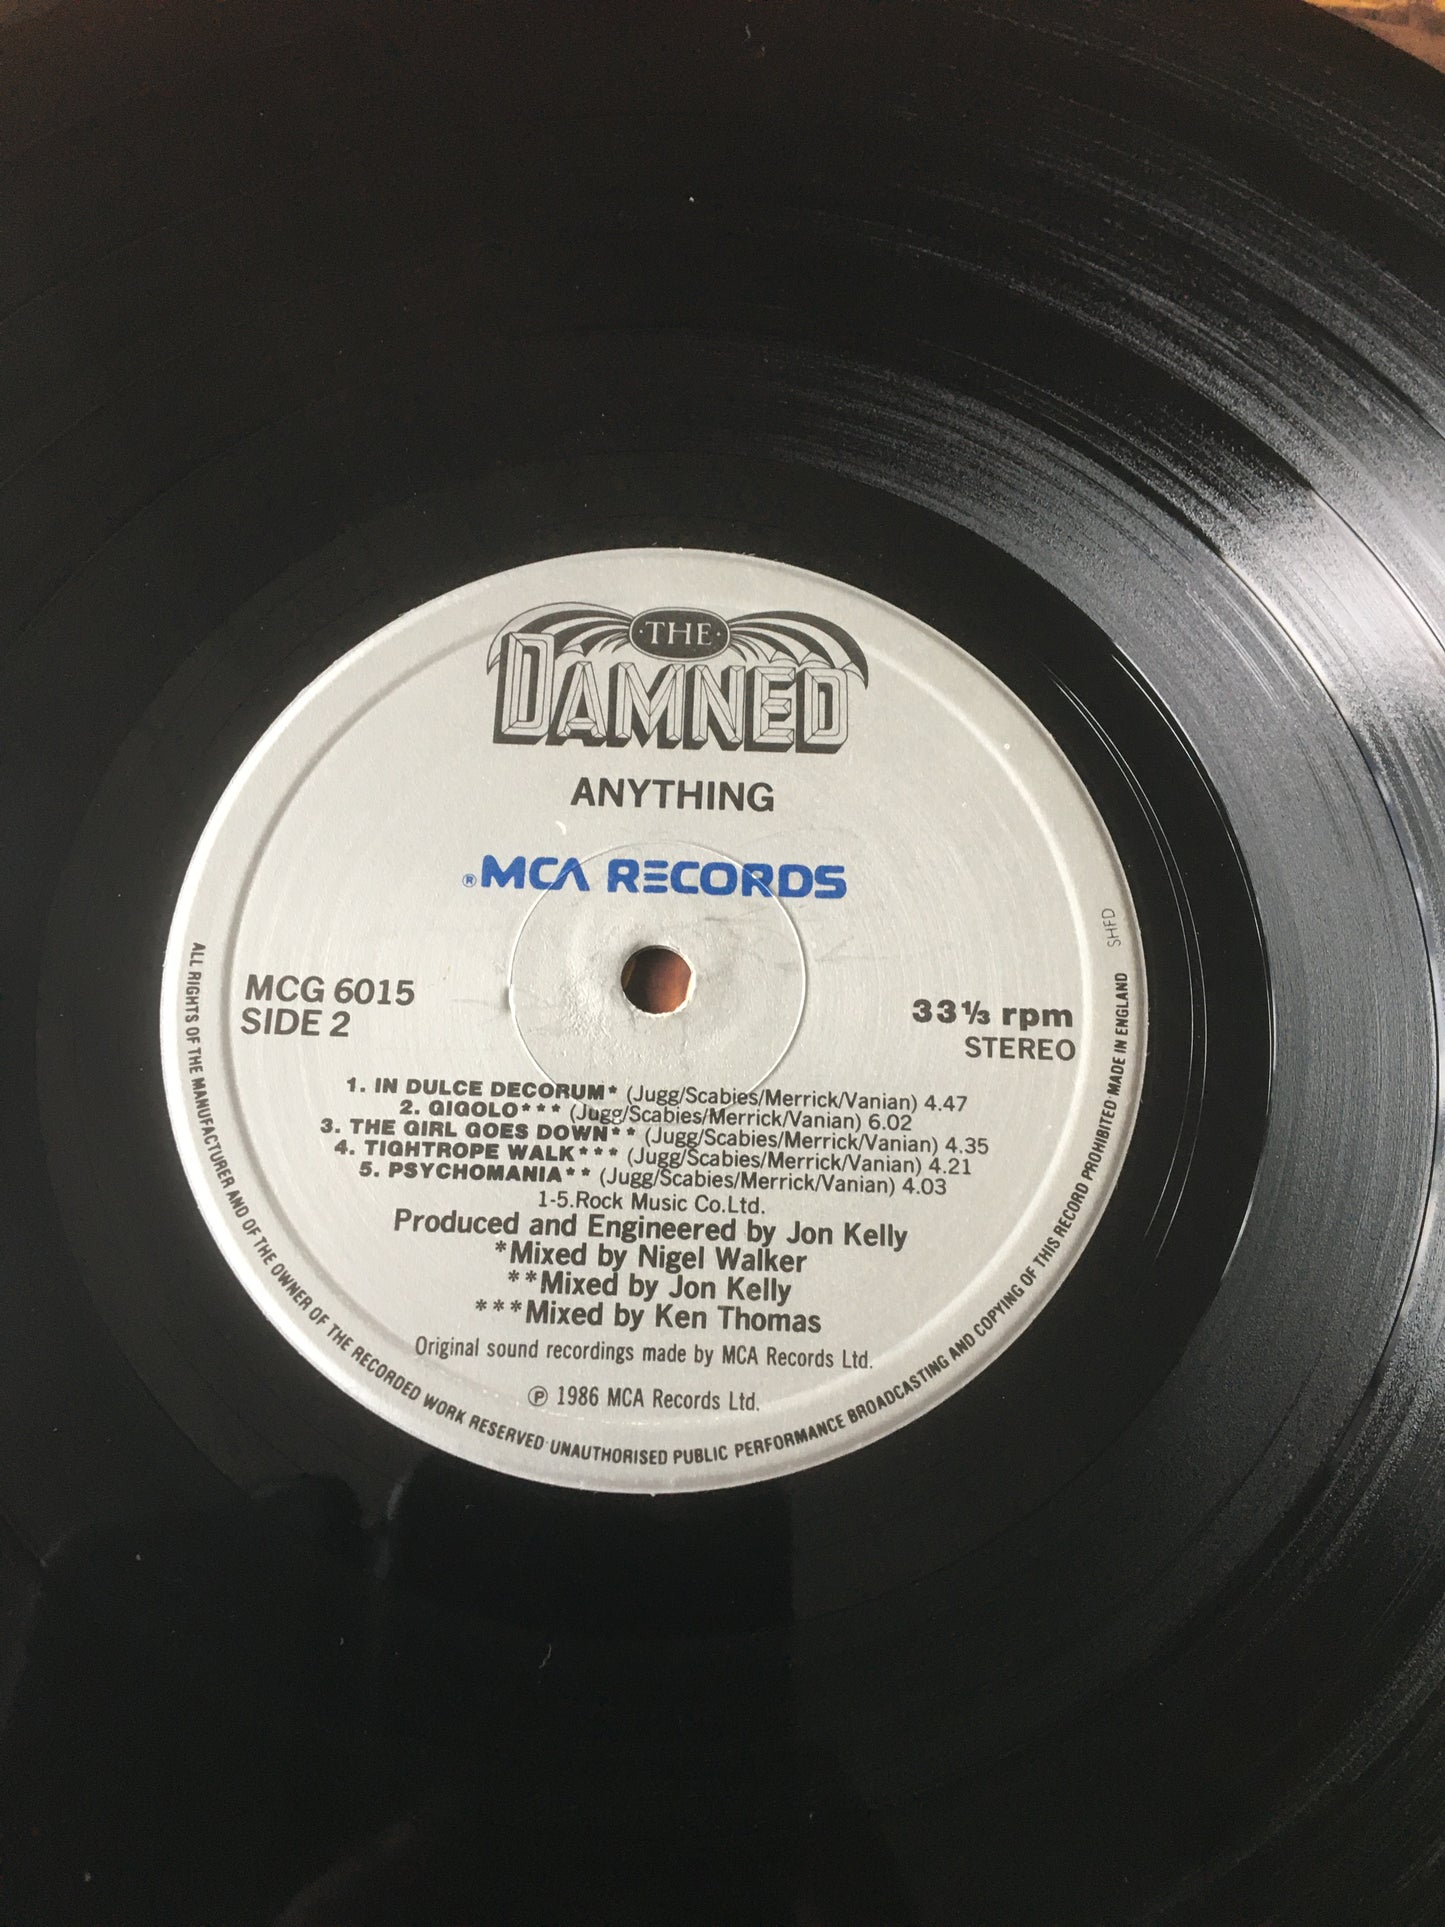 ·THE·
DAMNED
ANYTHING
®MCA RECORDS
MCG 6015
SIDE 2
33⅓ rpm
STEREO
1. IN DULCE DECORUM* (Jugg/Scabies/Merrick/Vanian) 4.47
2. GIGOLO*** (Jugg/Scabies/Merrick/Vanian) 6.02
3. THE GIRL GOES DOWN** (Jugg/Scabies/Merrick/Vanian) 4.35
4. TIGHTROPE WALK*** (Jugg/Scabies/Merrick/Vanian) 4.21
5. PSYCHOMANIA** (Jugg/Scabies/Merrick/Vanian) 4.03
1-5.Rock Music Co.Ltd.
Produced and Engineered by Jon Kelly
*Mixed by Nigel Walker
**Mixed by Jon Kelly
***Mixed by Ken Thomas
Original sound recordings made by MCA Records Ltd.
℗ 1986 MCA Records Ltd.
ALL RIGHTS OF THE MANUFACTURER AND OF THE OWNER OF THE RECORDED WORK RESERVED·UNAUTHORISED PUBLIC PERFORMANCE BROADCASTING AND COPYING OF THIS RECORD PROHIBITED·MADE IN ENGLAND
SHFD